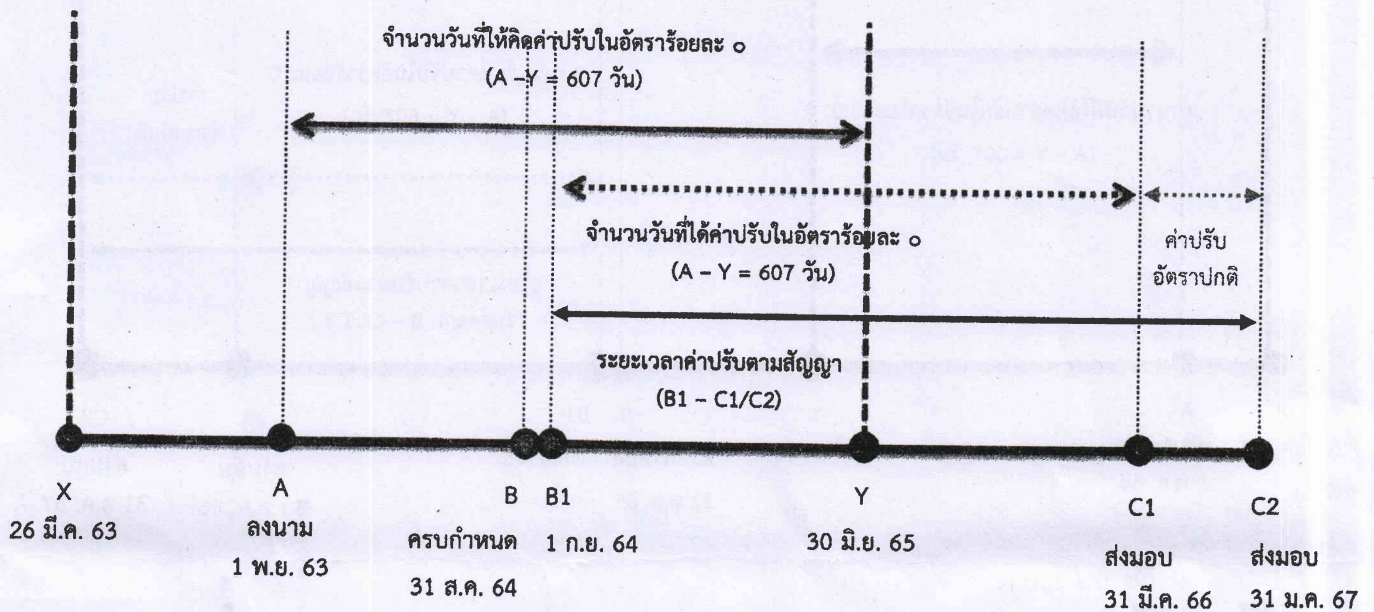 จำนวนวันที่ให้คิดค่าปรับในอัตราร้อยละ ๐
(A –Y = 607 วัน)
จำนวนวันที่ได้ค่าปรับในอัตราร้อยละ ๐
(A – Y = 607 วัน)
ค่าปรับ
อัตราปกติ
ระยะเวลาค่าปรับตามสัญญา
(B1 – C1/C2)
X
26 มี.ค. 63
A
ลงนาม
1 พ.ย. 63
B
ครบกำหนด
31 ส.ค. 64
B1
1 ก.ย. 64
Y
30 มิ.ย. 65
C1
ส่งมอบ
31 มี.ค. 66
C2
ส่งมอบ
31 ม.ค. 67